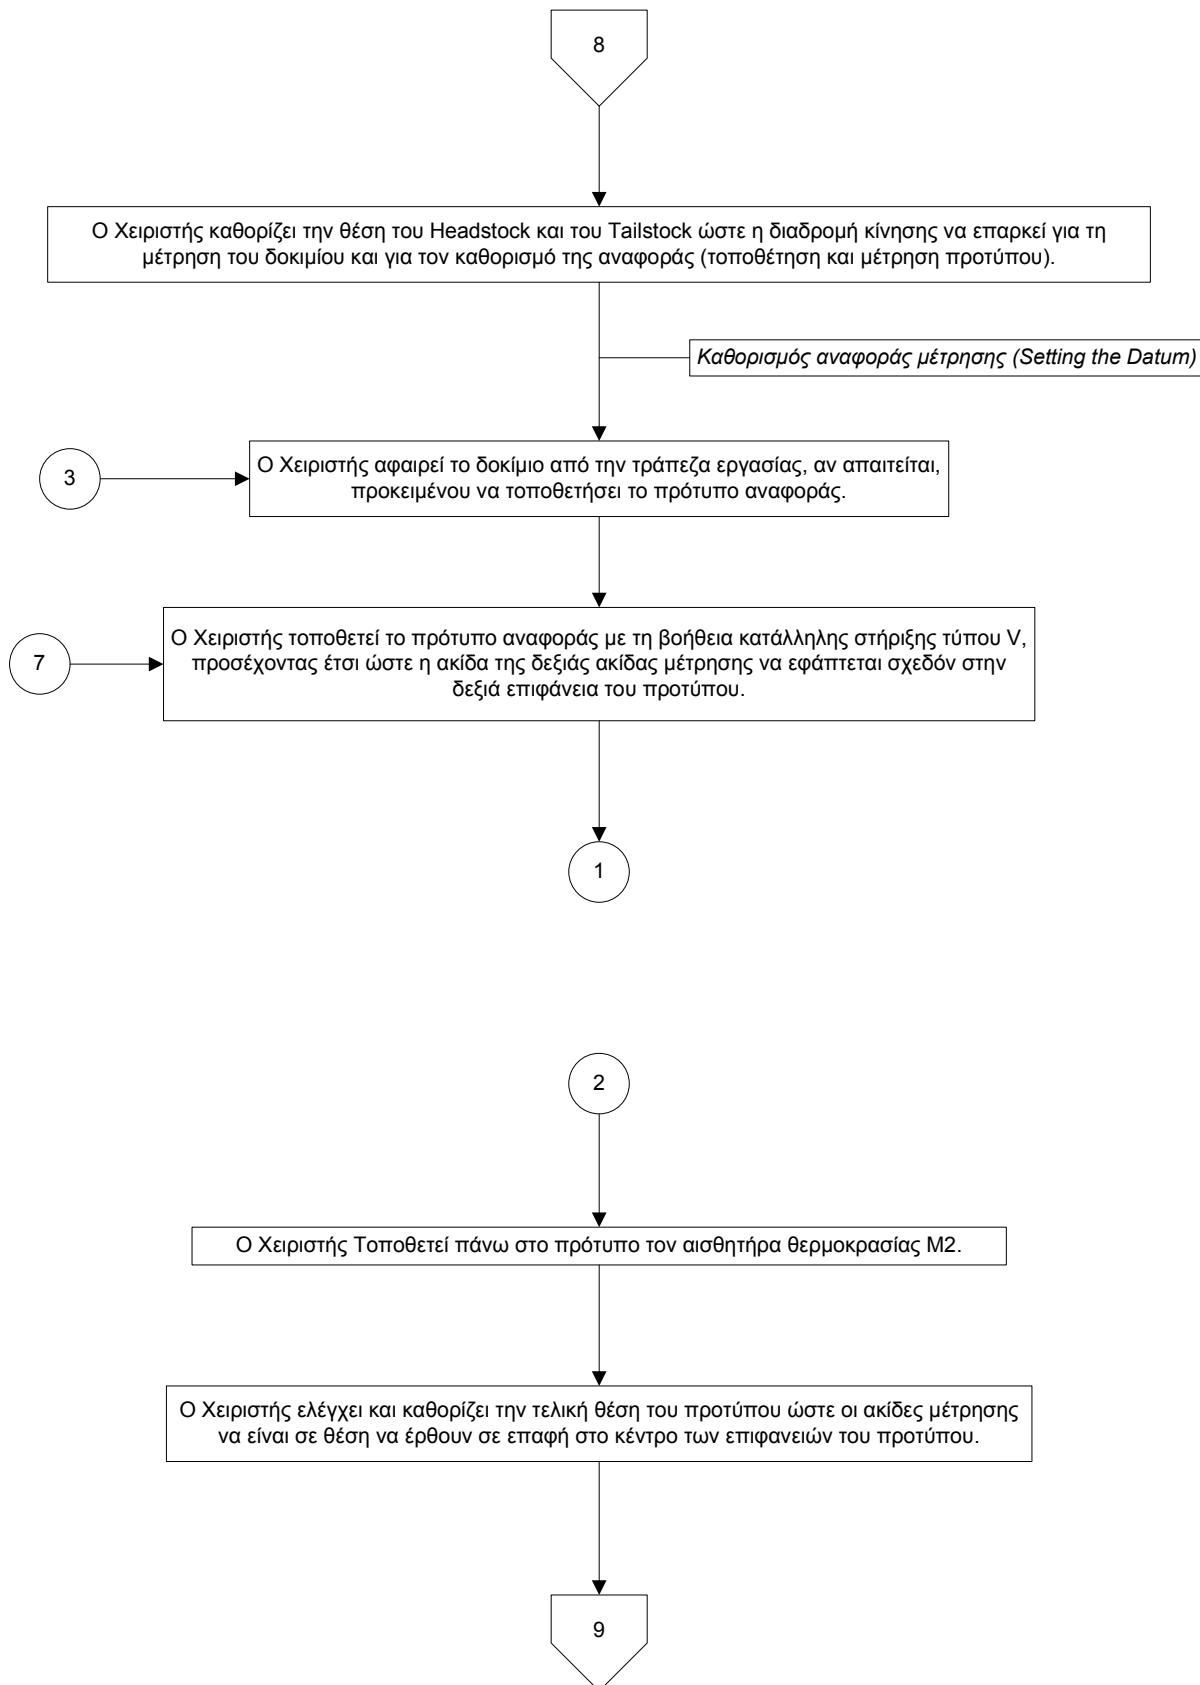 8
Ο Χειριστής καθορίζει την θέση του Headstock και του Tailstock ώστε η διαδρομή κίνησης να επαρκεί για τη
μέτρηση του δοκιμίου και για τον καθορισμό της αναφοράς (τοποθέτηση και μέτρηση προτύπου).
Καθορισμός αναφοράς μέτρησης (Setting the Datum)
3
Ο Χειριστής αφαιρεί το δοκίμιο από την τράπεζα εργασίας, αν απαιτείται,
προκειμένου να τοποθετήσει το πρότυπο αναφοράς.
7
Ο Χειριστής τοποθετεί το πρότυπο αναφοράς με τη βοήθεια κατάλληλης στήριξης τύπου V,
προσέχοντας έτσι ώστε η ακίδα της δεξιάς ακίδας μέτρησης να εφάπτεται σχεδόν στην
δεξιά επιφάνεια του προτύπου.
1
2
Ο Χειριστής Τοποθετεί πάνω στο πρότυπο τον αισθητήρα θερμοκρασίας M2.
Ο Χειριστής ελέγχει και καθορίζει την τελική θέση του προτύπου ώστε οι ακίδες μέτρησης
να είναι σε θέση να έρθουν σε επαφή στο κέντρο των επιφανειών του προτύπου.
9